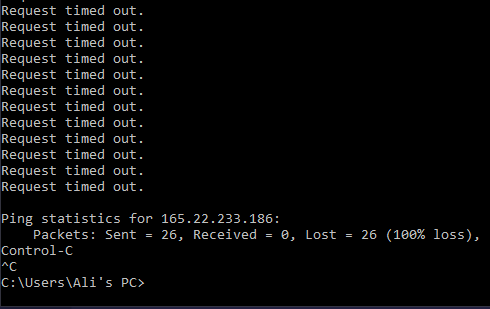 Request timed out.
Request timed out.
Request timed out.
Request timed out.
Request timed out.
Request timed out.
Request timed out.
Request timed out.
Request timed out.
Request timed out.
Request timed out.
Request timed out.

Ping statistics for 165.22.233.186:
    Packets: Sent = 26, Received = 0, Lost = 26 (100% loss),
Control-C
^C
C:\Users\Ali's PC>